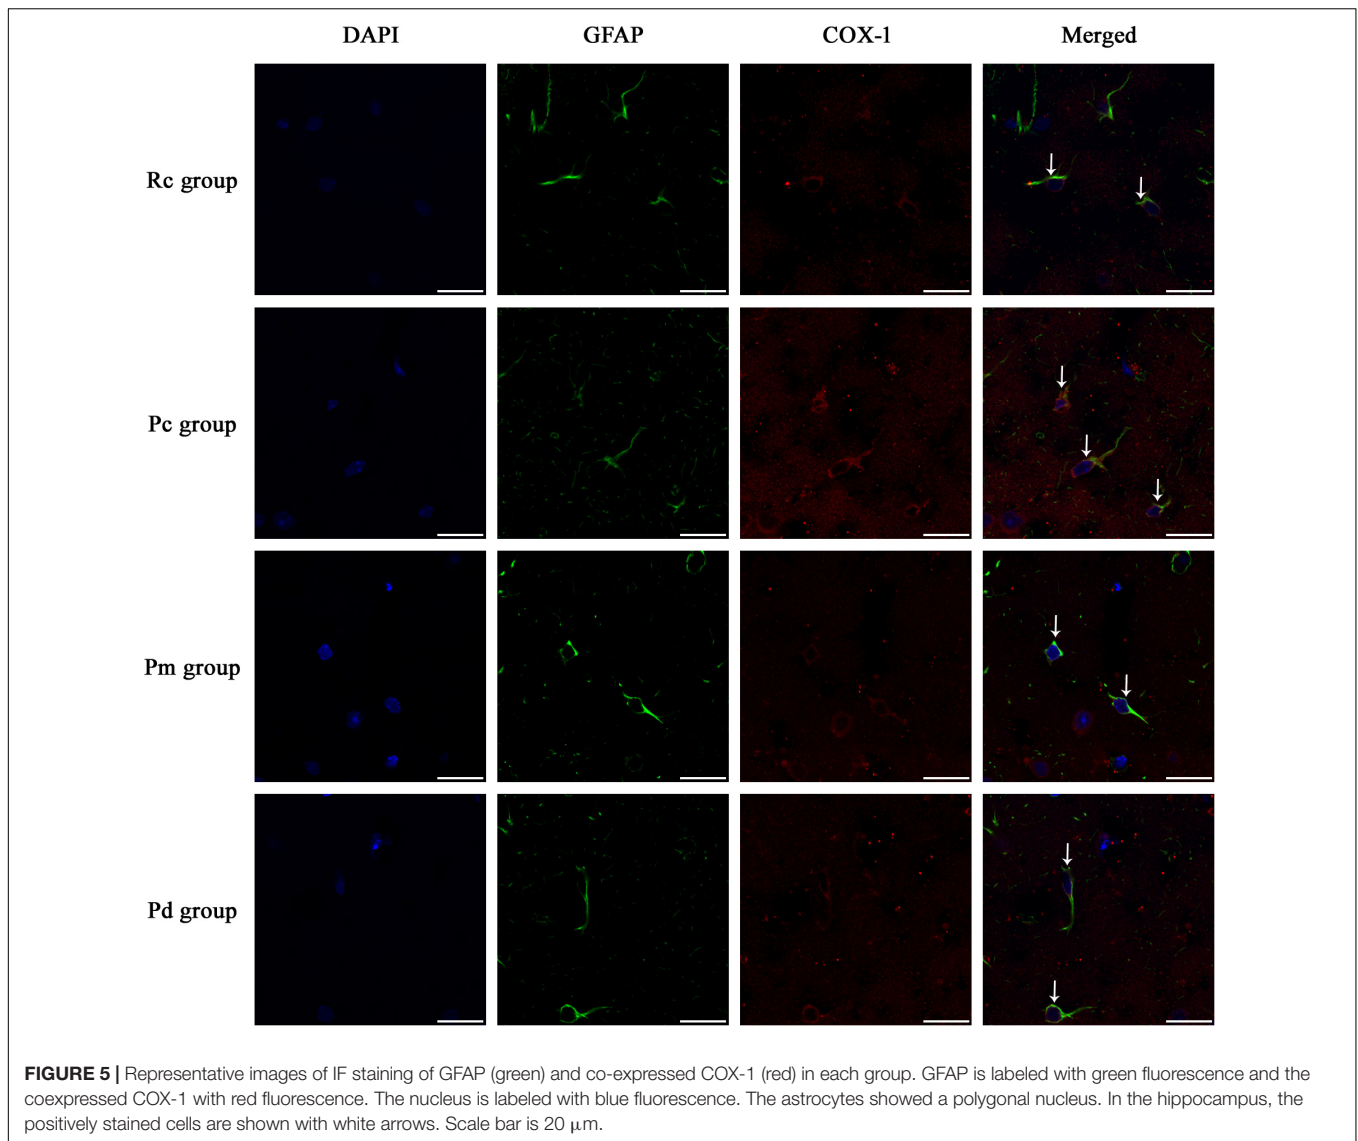 DAPI GFAP COX-1 Merged
Rc group
Pc group
Pm group
Pd group
FIGURE 5 | Representative images of IF staining of GFAP (green) and co-expressed COX-1 (red) in each group. GFAP is labeled with green fluorescence and the
coexpressed COX-1 with red fluorescence. The nucleus is labeled with blue fluorescence. The astrocytes showed a polygonal nucleus. In the hippocampus, the
positively stained cells are shown with white arrows. Scale bar is 20 μm.